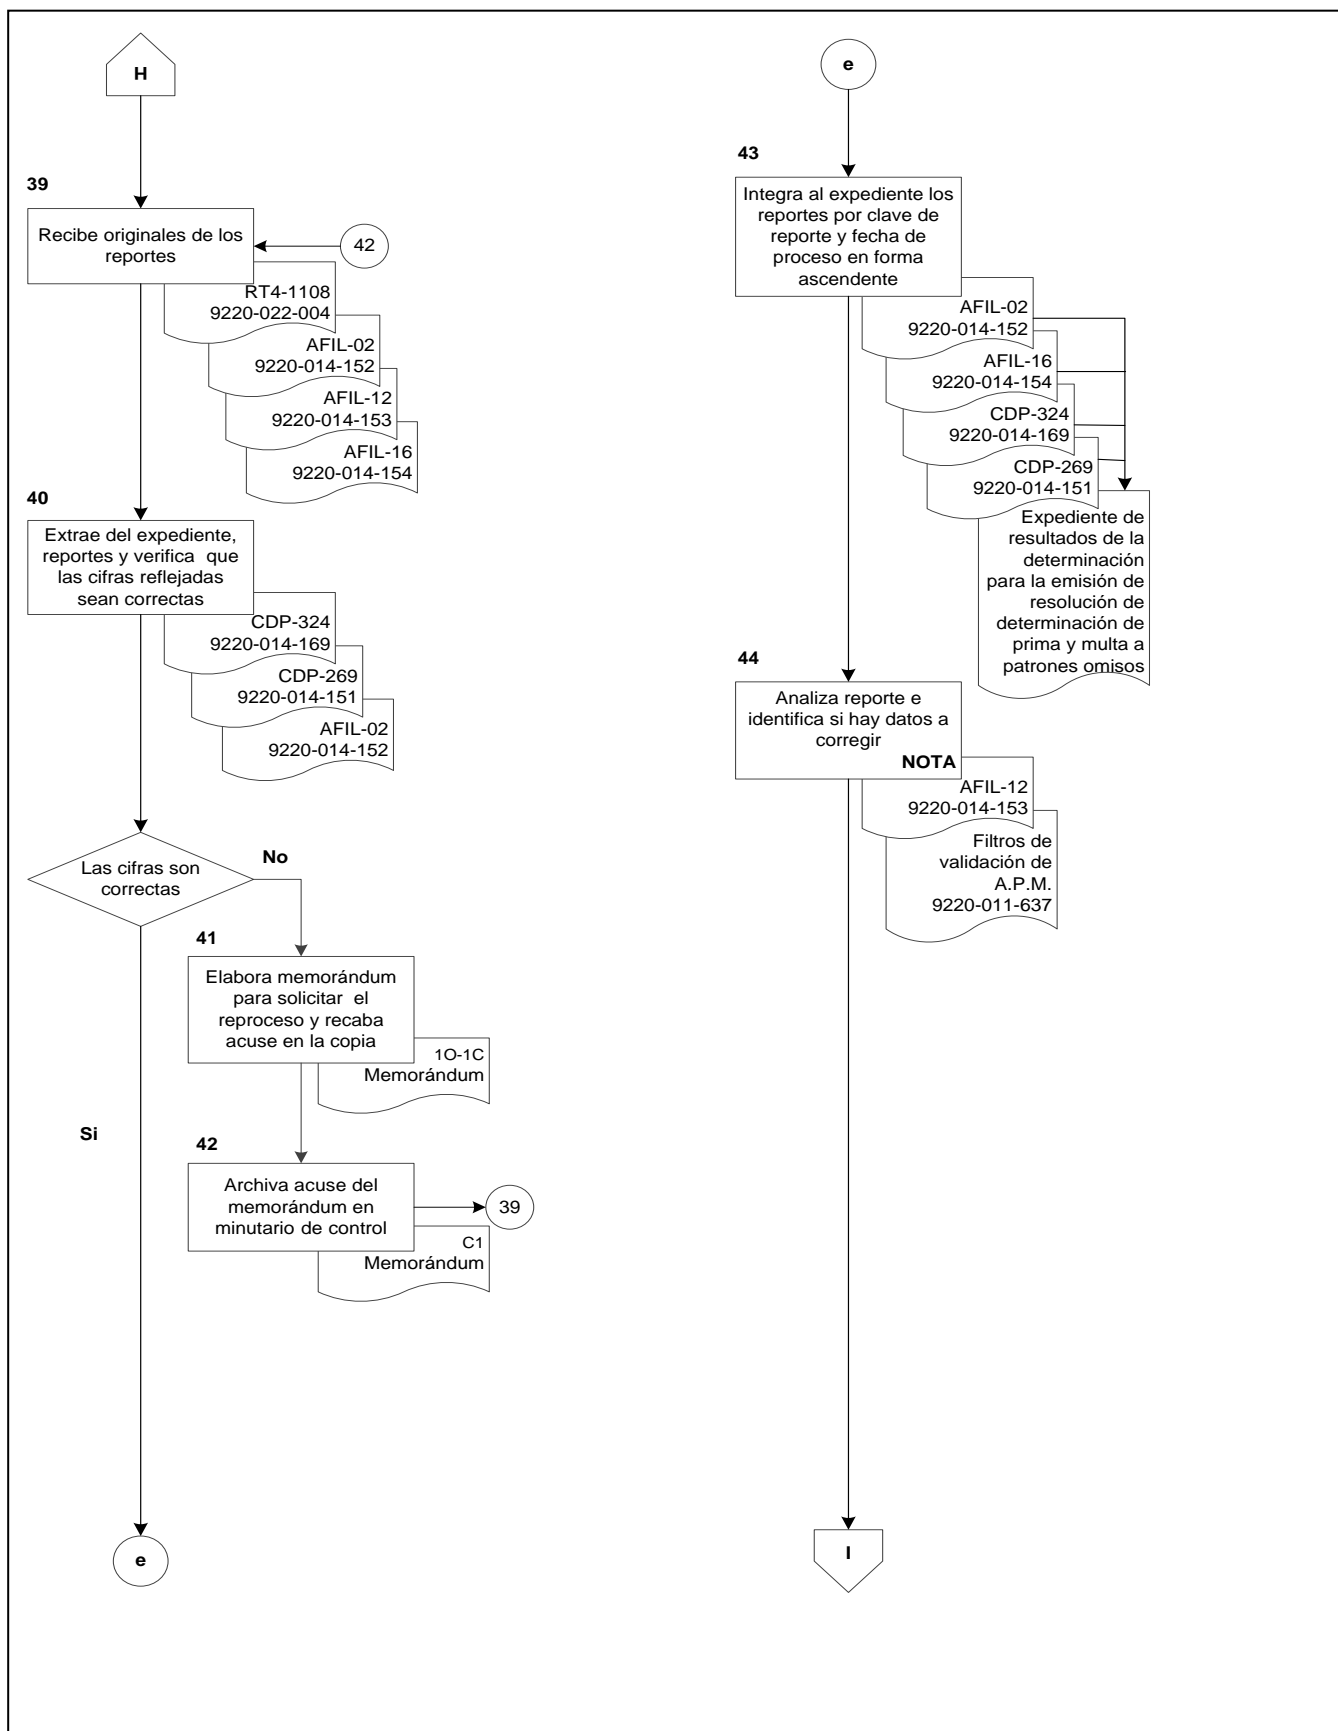 H
39
Recibe originales de los
reportes
42
RT4-1108
9220-022-004
AFIL-02
9220-014-152
AFIL-12
9220-014-153
AFIL-16
9220-014-154
40
Extrae del expediente,
reportes y verifica que
las cifras reflejadas
sean correctas
CDP-324
9220-014-169
CDP-269
9220-014-151
AFIL-02
9220-014-152
Las cifras son
correctas
No
41
Elabora memorándum
para solicitar el
reproceso y recaba
acuse en la copia
1O-1C
Memorándum
Si
42
Archiva acuse del
memorándum en
minutario de control
39
C1
Memorándum
e
e
43
Integra al expediente los
reportes por clave de
reporte y fecha de
proceso en forma
ascendente
AFIL-02
9220-014-152
AFIL-16
9220-014-154
CDP-324
9220-014-169
CDP-269
9220-014-151
Expediente de
resultados de la
determinación
para la emisión de
resolución de
determinación de
prima y multa a
patrones omisos
44
Analiza reporte e
identifica si hay datos a
corregir
NOTA
AFIL-12
9220-014-153
Filtros de
validación de
A.P.M.
9220-011-637
I